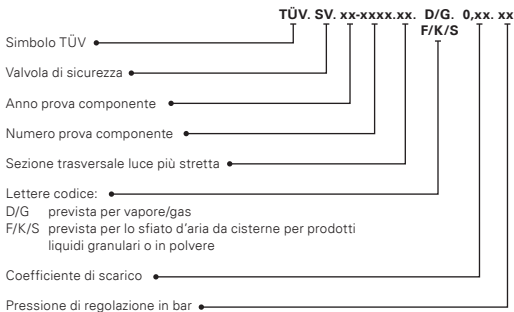 TÜV. SV. xx-xxxx.xx. D/G. 0,xx. xx
F/K/S
Simbolo TÜV
Valvola di sicurezza
Anno prova componente
Numero prova componente
Sezione trasversale luce più stretta
Lettere codice:
D/G prevista per vapore/gas
F/K/S prevista per lo sfiato d'aria da cisterne per prodotti
liquidi granulari o in polvere
Coefficiente di scarico
Pressione di regolazione in bar